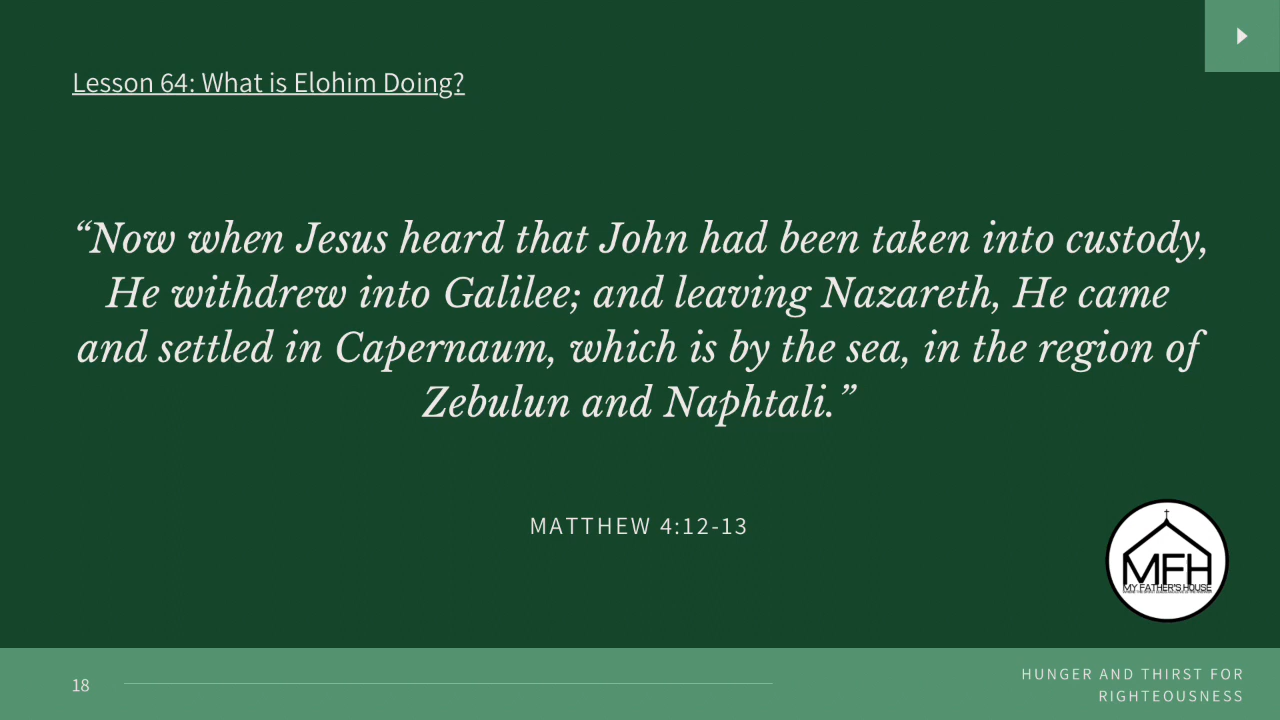 Lesson 64: What is Elohim Doing?
“Now when Jesus heard that John had been taken into custody,
He withdrew into Galilee; and leaving Nazareth, He came
and settled in Capernaum, which is by the sea, in the region of
Zebulun and Naphtali.”
MATTHEW 4:12-13
MFH
MY FATHER'S HOUSE
18
HUNGER AND THIRST FOR
RIGHTEOUSNESS